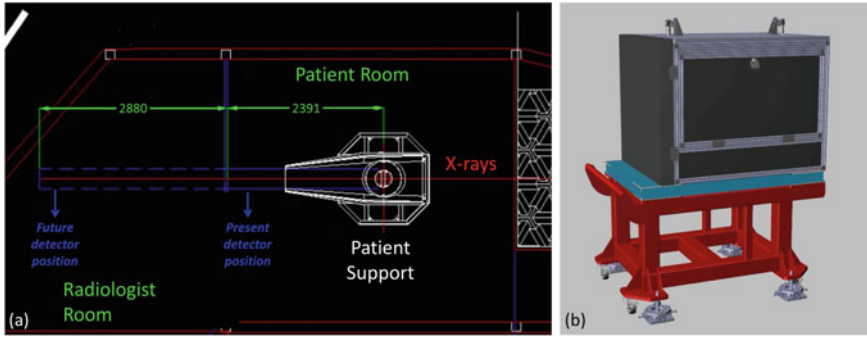 Patient Room
2880
2391
X-rays
Future
detector
position
Present
detector
position
Patient
Support
Radiologist
Room
(a)
(b)